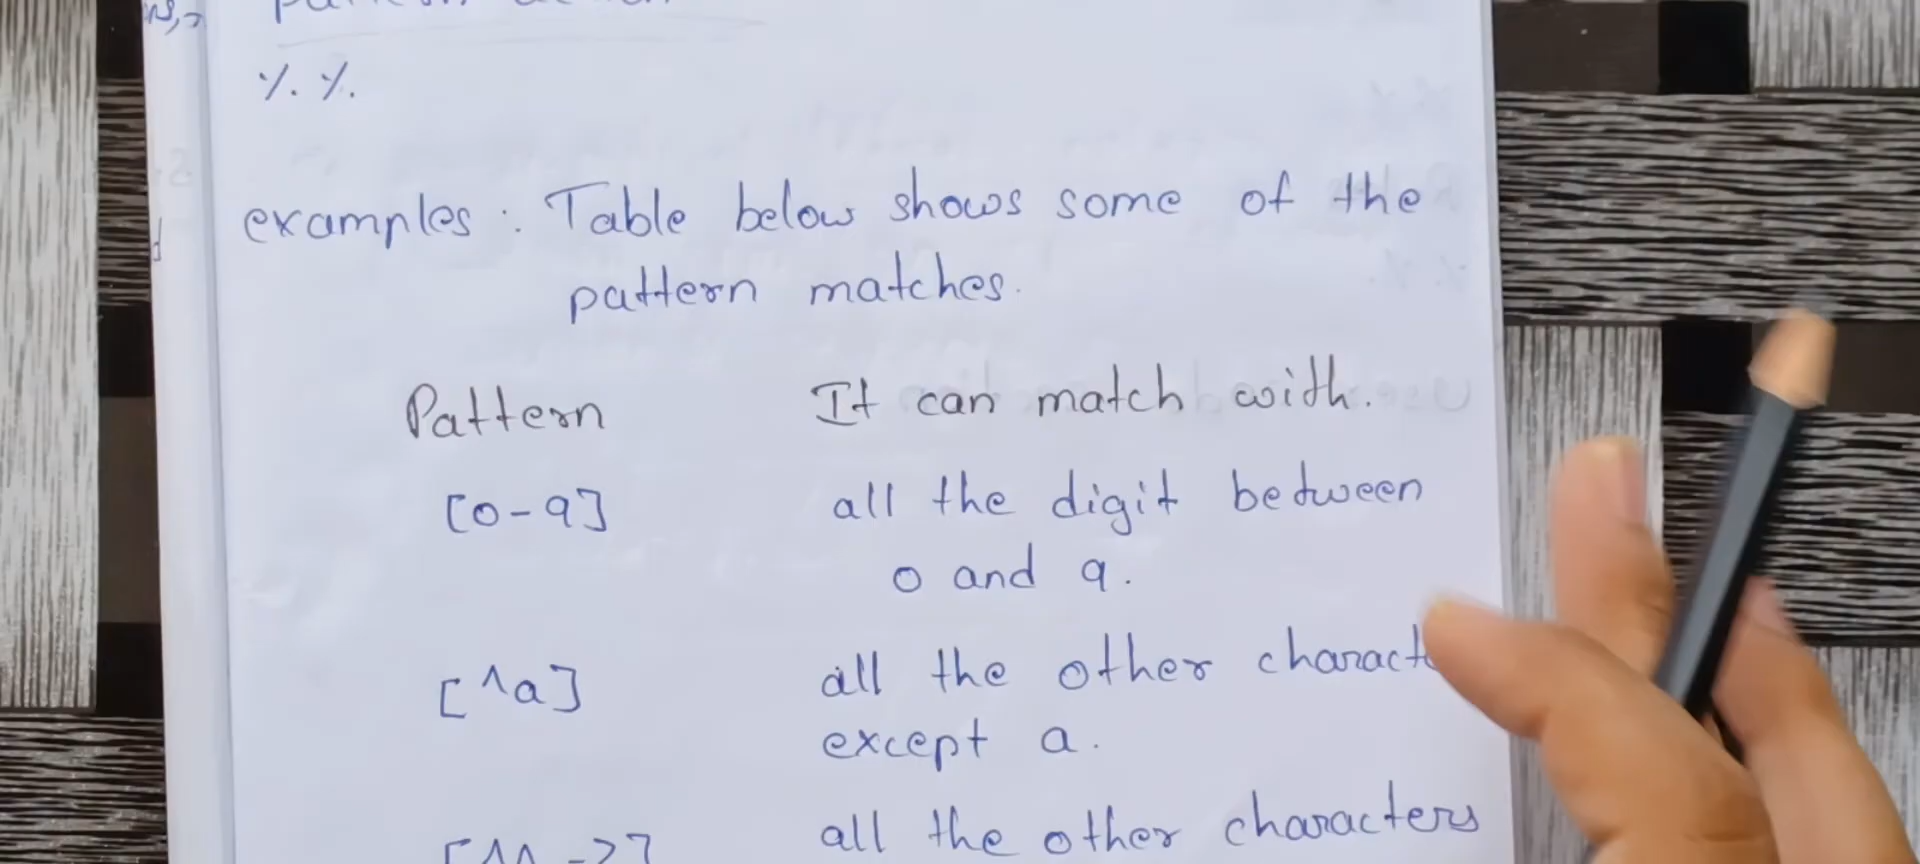 %.%.
examples : Table below shows some of the
pattern matches.
Pattern It can match with.
[0-9] all the digit between
0 and 9.
[^a] all the other
except a.
all the other characters